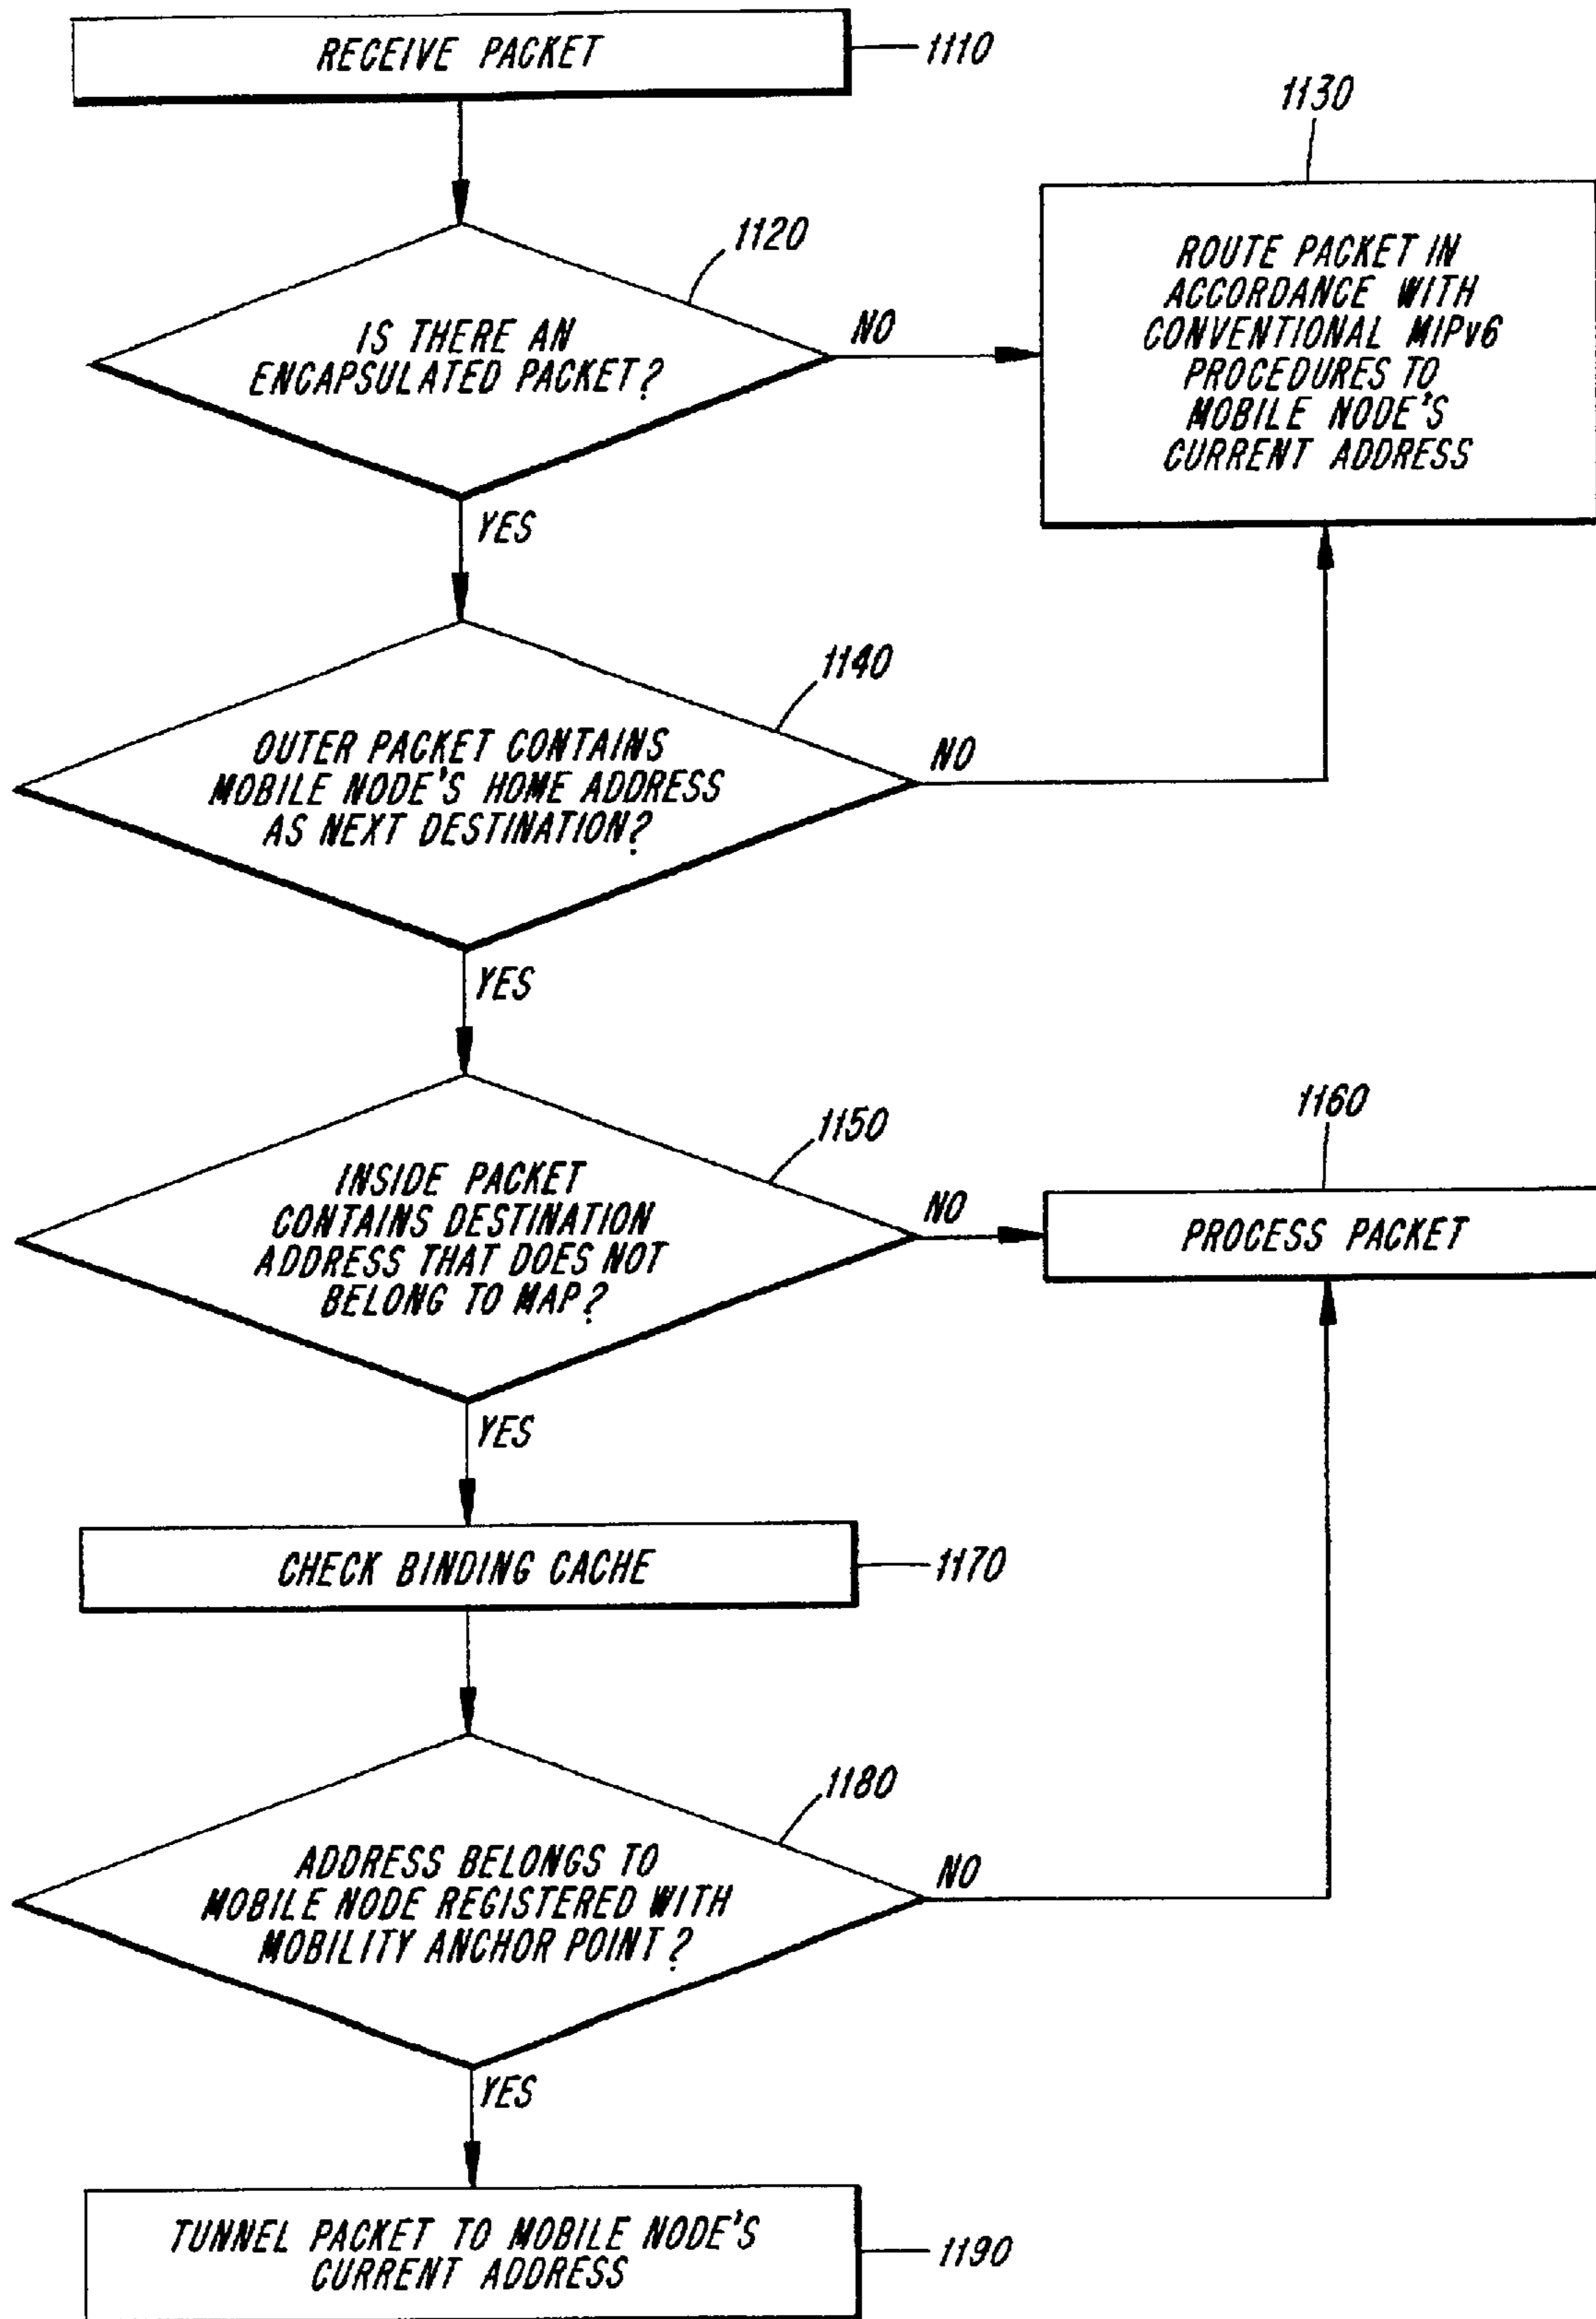 RECEIVE PACKET
1110
1130
ROUTE PACKET IN
ACCORDANCE WITH
CONVENTIONAL MIPv6
PROCEDURES TO
MOBILE NODE'S
CURRENT ADDRESS
1120
IS THERE AN
ENCAPSULATED PACKET?
NO
YES
1140
OUTER PACKET CONTAINS
MOBILE NODE'S HOME ADDRESS
AS NEXT DESTINATION?
NO
YES
1150
INSIDE PACKET
CONTAINS DESTINATION
ADDRESS THAT DOES NOT
BELONG TO MAP?
NO
1160
PROCESS PACKET
YES
CHECK BINDING CACHE
1170
1180
ADDRESS BELONGS TO
MOBILE NODE REGISTERED WITH
MOBILITY ANCHOR POINT?
NO
YES
TUNNEL PACKET TO MOBILE NODE'S
CURRENT ADDRESS
1190